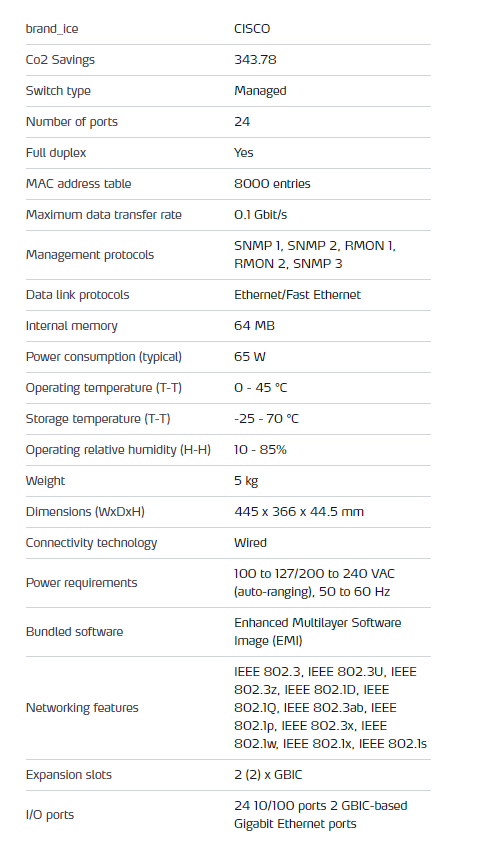 brand_ice CISCO
Co2 Savings 343.78
Switch type Managed
Number of ports 24
Full duplex Yes
MAC address table 8000 entries
Maximum data transfer rate 0.1 Gbit/s
Management protocols SNMP 1, SNMP 2, RMON 1,
RMON 2, SNMP 3
Data link protocols Ethernet/Fast Ethernet
Internal memory 64 MB
Power consumption (typical) 65 W
Operating temperature (T-T) 0 - 45 °C
Storage temperature (T-T) -25 - 70 °C
Operating relative humidity (H-H) 10 - 85%
Weight 5 kg
Dimensions (WxDxH) 445 x 366 x 44.5 mm
Connectivity technology Wired
Power requirements 100 to 127/200 to 240 VAC
(auto-ranging), 50 to 60 Hz
Bundled software Enhanced Multilayer Software
Image (EMI)
Networking features IEEE 802.3, IEEE 802.3U, IEEE
802.3z, IEEE 802.1D, IEEE
802.1Q, IEEE 802.3ab, IEEE
802.1p, IEEE 802.3x, IEEE
802.1w, IEEE 802.1x, IEEE 802.1s
Expansion slots 2 (2) x GBIC
I/O ports 24 10/100 ports 2 GBIC-based
Gigabit Ethernet ports